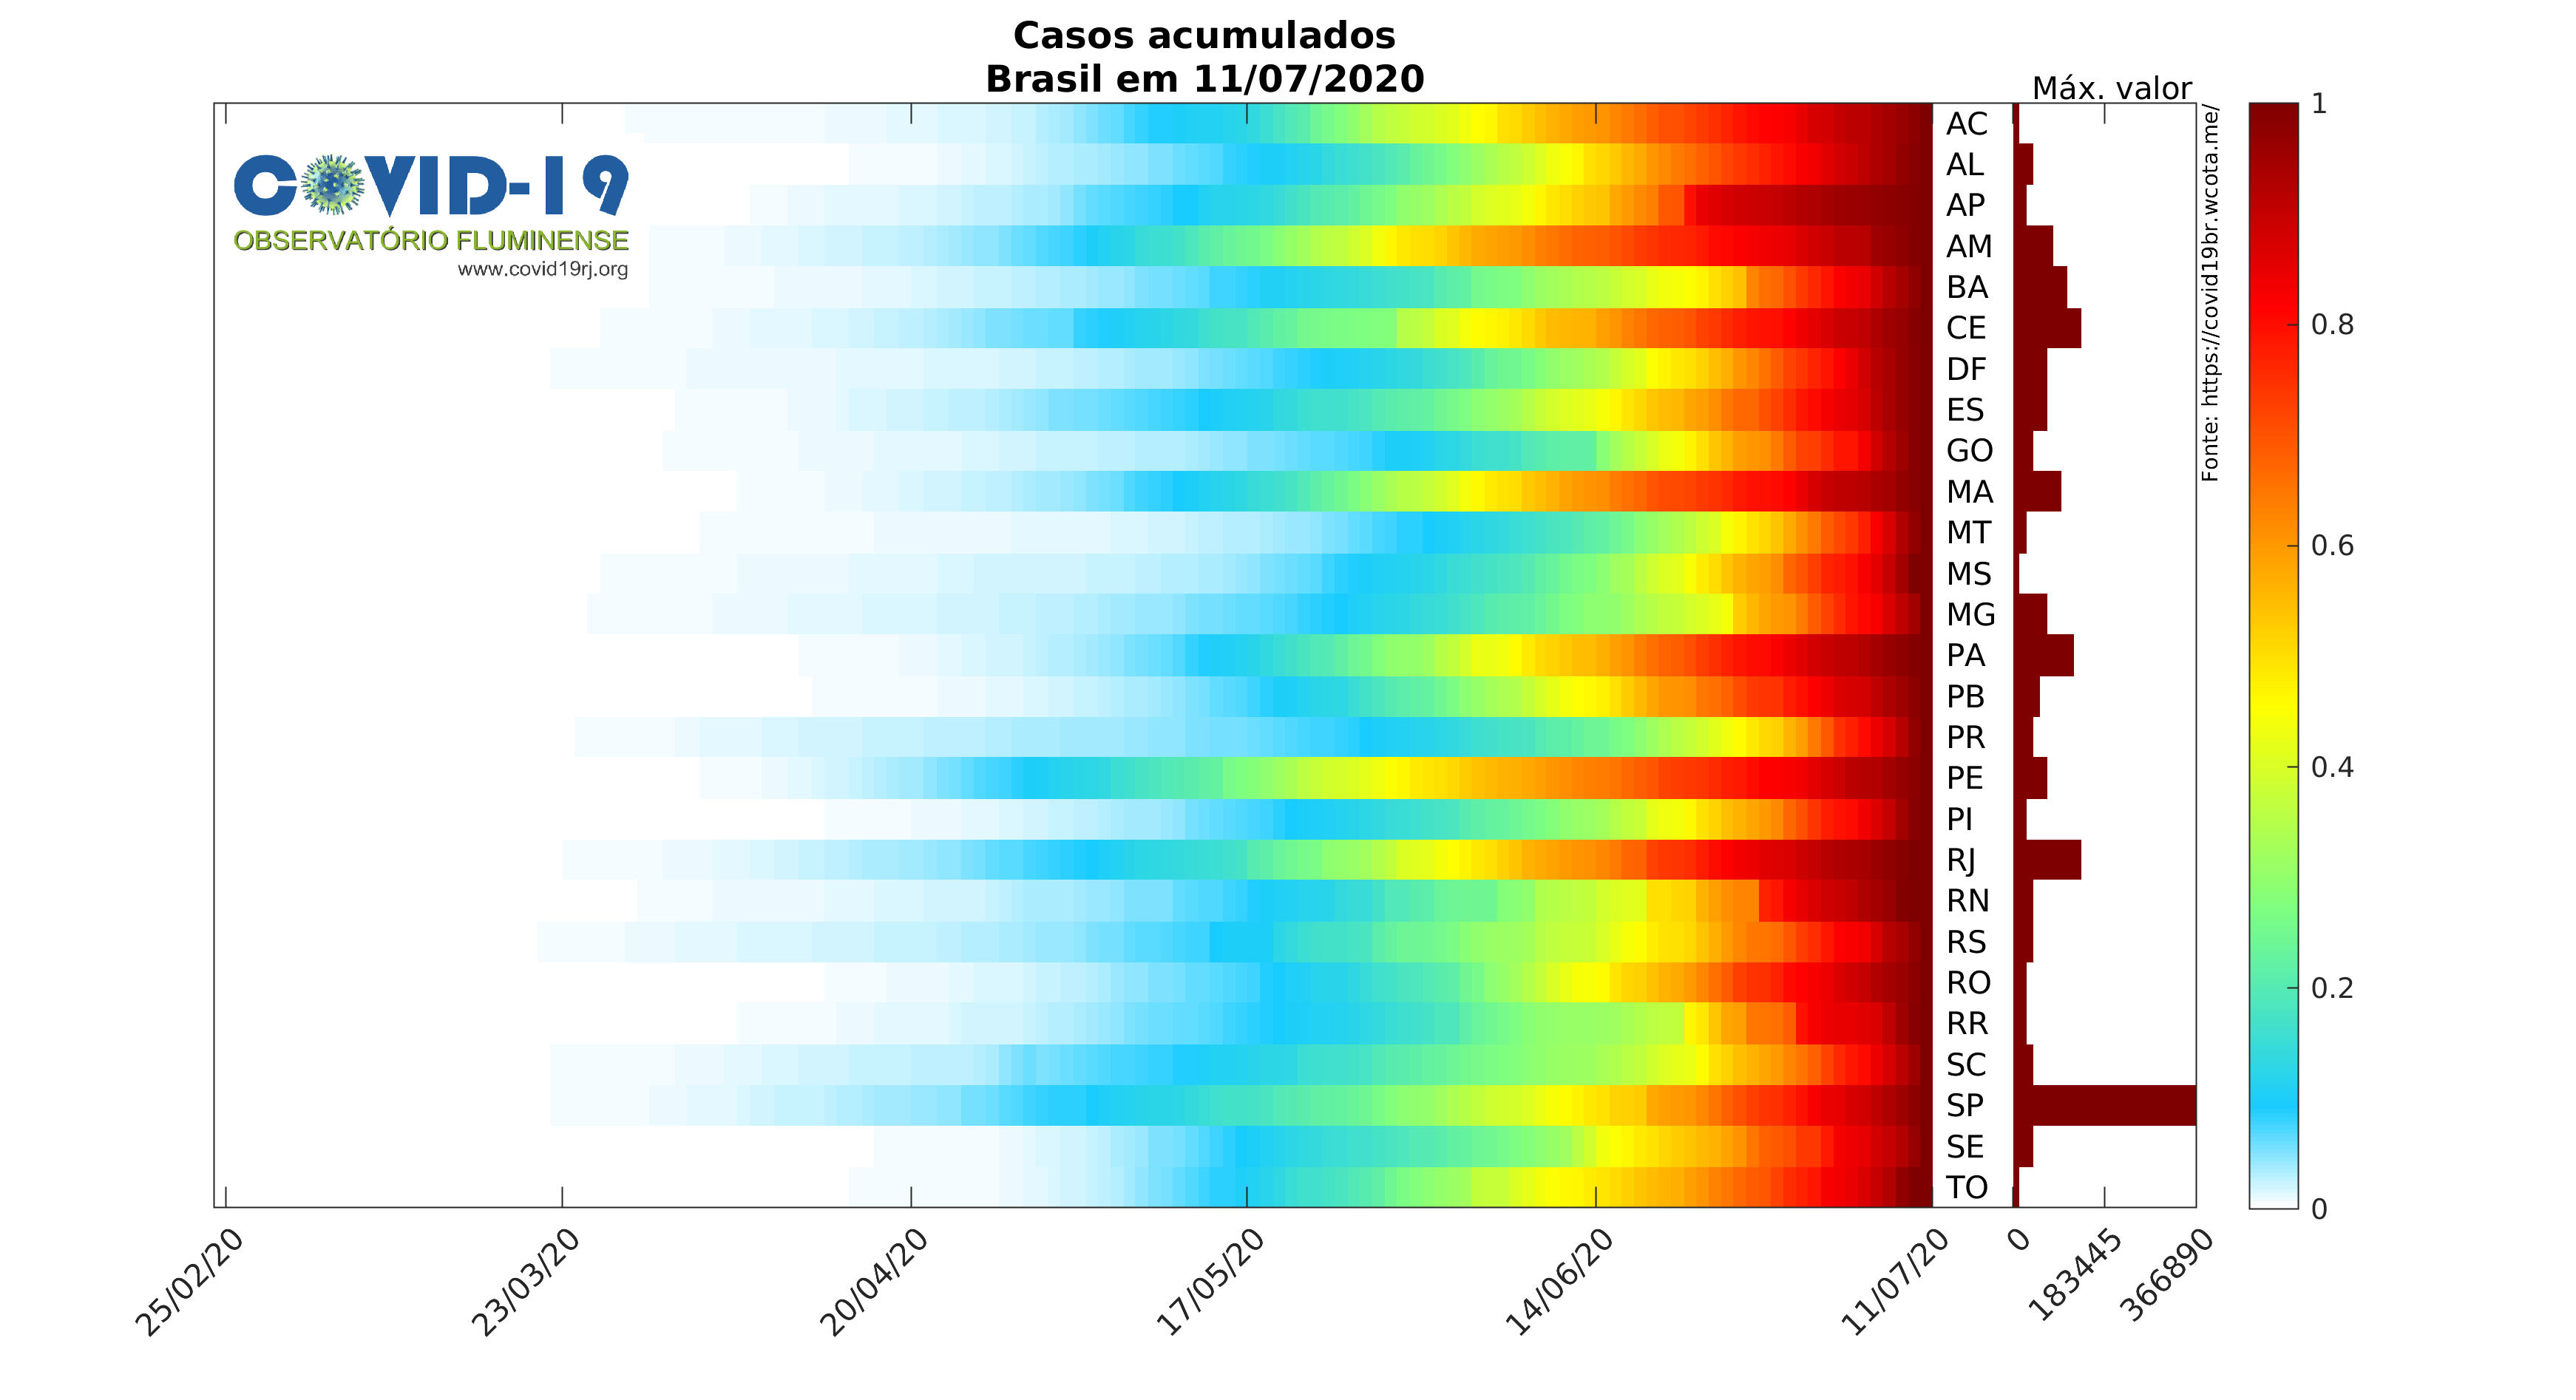 Casos acumulados
Brasil em 11/07/2020
Máx. valor
COVID-19
OBSERVATÓRIO FLUMINENSE
www.covid19rj.org
AC
AL
AP
AM
BA
CE
DF
ES
GO
MA
MT
MS
MG
PA
PB
PR
PE
PI
RJ
RN
RS
RO
RR
SC
SP
SE
TO
Fonte: https://covid19br.wcota.me/
1
0.8
0.6
0.4
0.2
0
25/02/20
23/03/20
20/04/20
17/05/20
14/06/20
11/07/20
0
183445
366890